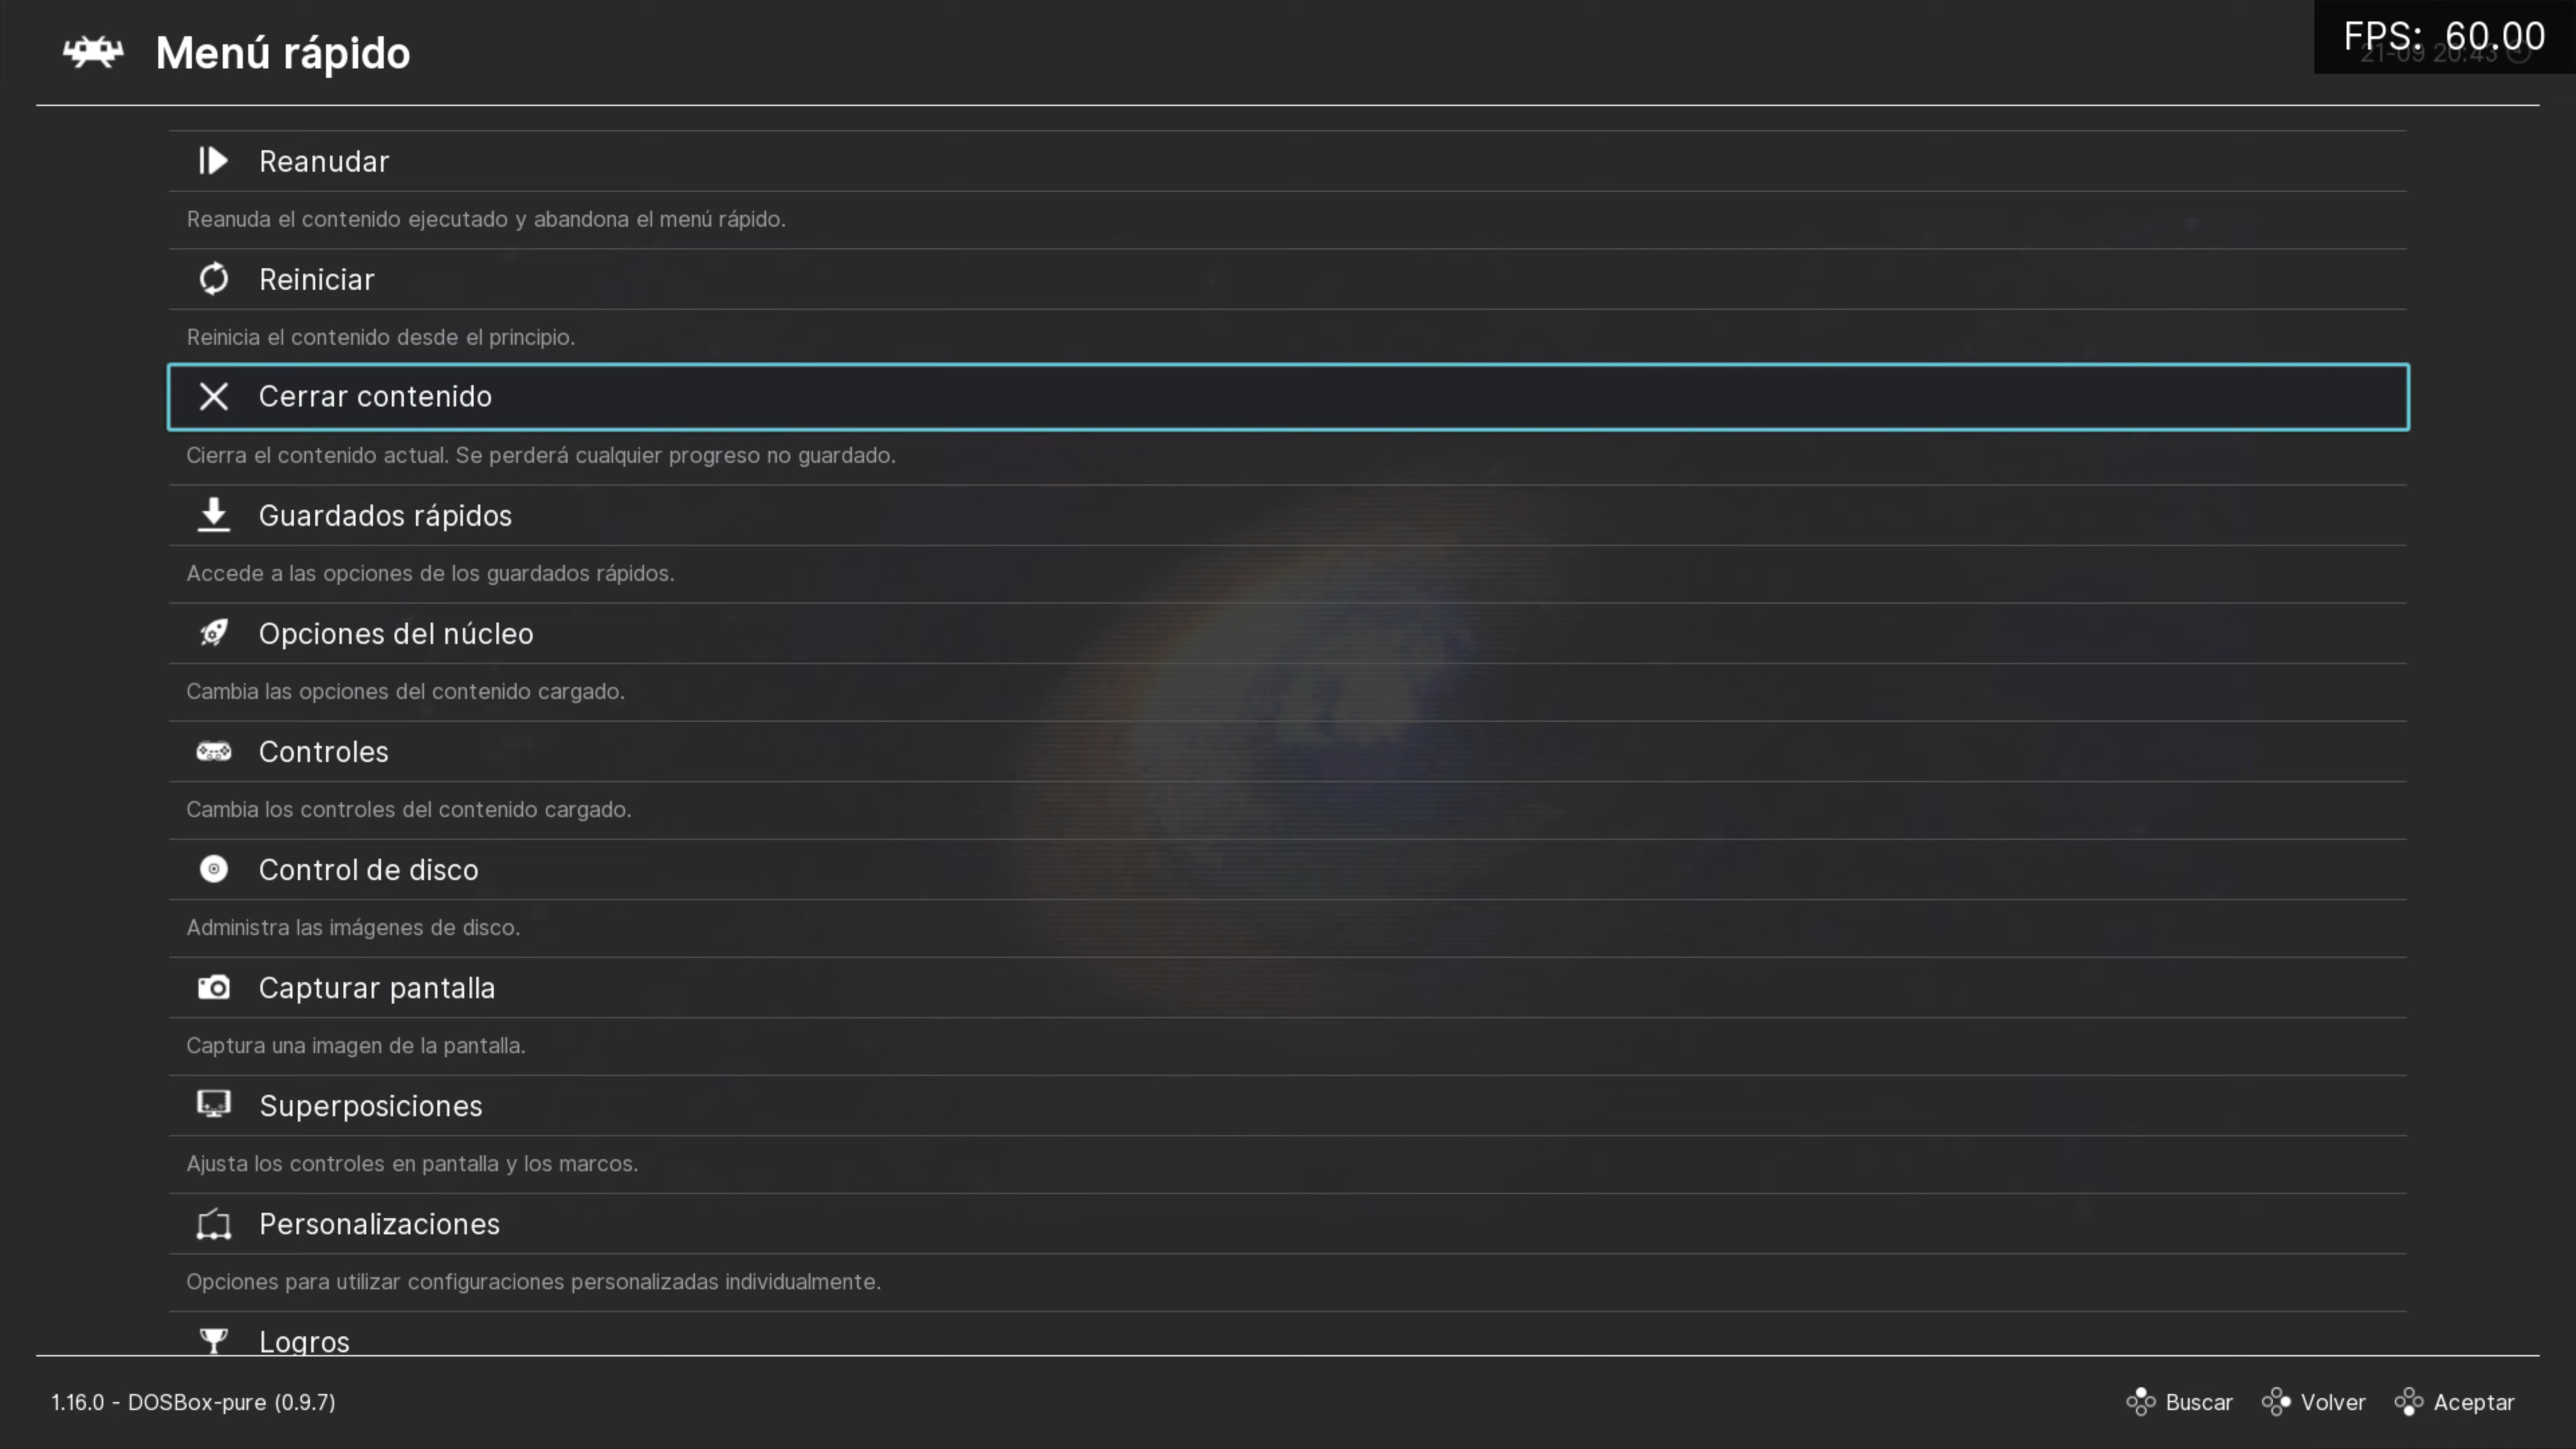 Menú rápido
FPS: 60.00
21-09 20:43
Reanudar
Reanuda el contenido ejecutado y abandona el menú rápido.
Reiniciar
Reinicia el contenido desde el principio.
Cerrar contenido
Cierra el contenido actual. Se perderá cualquier progreso no guardado.
Guardados rápidos
Accede a las opciones de los guardados rápidos.
Opciones del núcleo
Cambia las opciones del contenido cargado.
Controles
Cambia los controles del contenido cargado.
Control de disco
Administra las imágenes de disco.
Capturar pantalla
Captura una imagen de la pantalla.
Superposiciones
Ajusta los controles en pantalla y los marcos.
Personalizaciones
Opciones para utilizar configuraciones personalizadas individualmente.
Logros
1.16.0 - DOSBox-pure (0.9.7)
Buscar Volver Aceptar